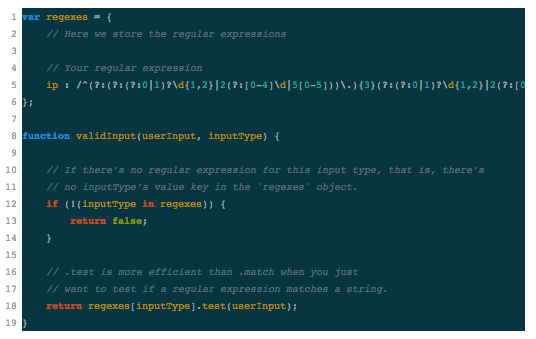 1 var regexes = {
2 // Here we store the regular expressions
3
4 // Your regular expression
5 ip : /^(?:(?:(?:0|1)?\d{1,2}|2(?:[0-4]\d|5[0-5]))\.){3}(?:(?:0|1)?\d{1,2}|2(?:[0
6 };
7
8 function validInput(userInput, inputType) {
9
10 // If there's no regular expression for this input type, that is, there's
11 // no inputType's value key in the 'regexes' object.
12 if (!(inputType in regexes)) {
13 return false;
14 }
15
16 // .test is more efficient than .match when you just
17 // want to test if a regular expression matches a string.
18 return regexes[inputType].test(userInput);
19 }